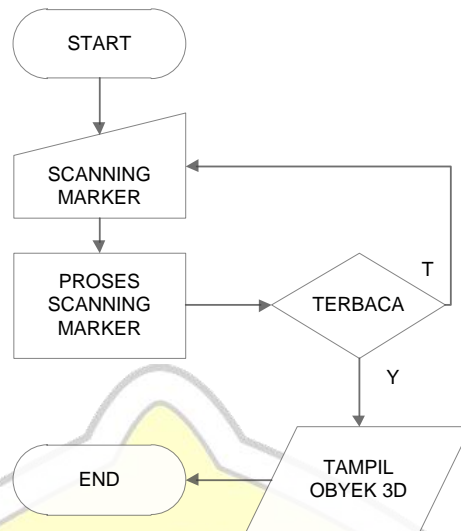 START
SCANNING
MARKER
PROSES
SCANNING
MARKER
TERBACA
T
Y
TAMPIL
OBYEK 3D
END